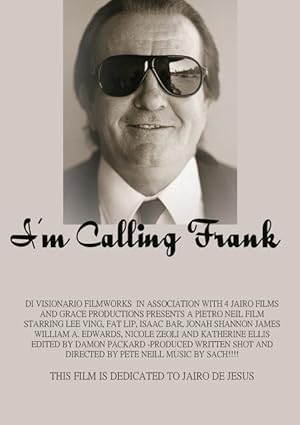 I'm Calling Frank
DI VISIONARIO FILMWORKS IN ASSOCIATION WITH 4 JAIRO FILMS
AND GRACE PRODUCTIONS PRESENTS A PIETRO NEIL FILM
STARRING LEE VING, FAT LIP, ISAAC BAR, JONAH SHANNON JAMES
WILLIAM A. EDWARDS, NICOLE ZEOLI AND KATHERINE ELLIS
EDITED BY DAMON PACKARD -PRODUCED WRITTEN SHOT AND
DIRECTED BY PETE NEILL MUSIC BY SACH!!!!
THIS FILM IS DEDICATED TO JAIRO DE JESUS